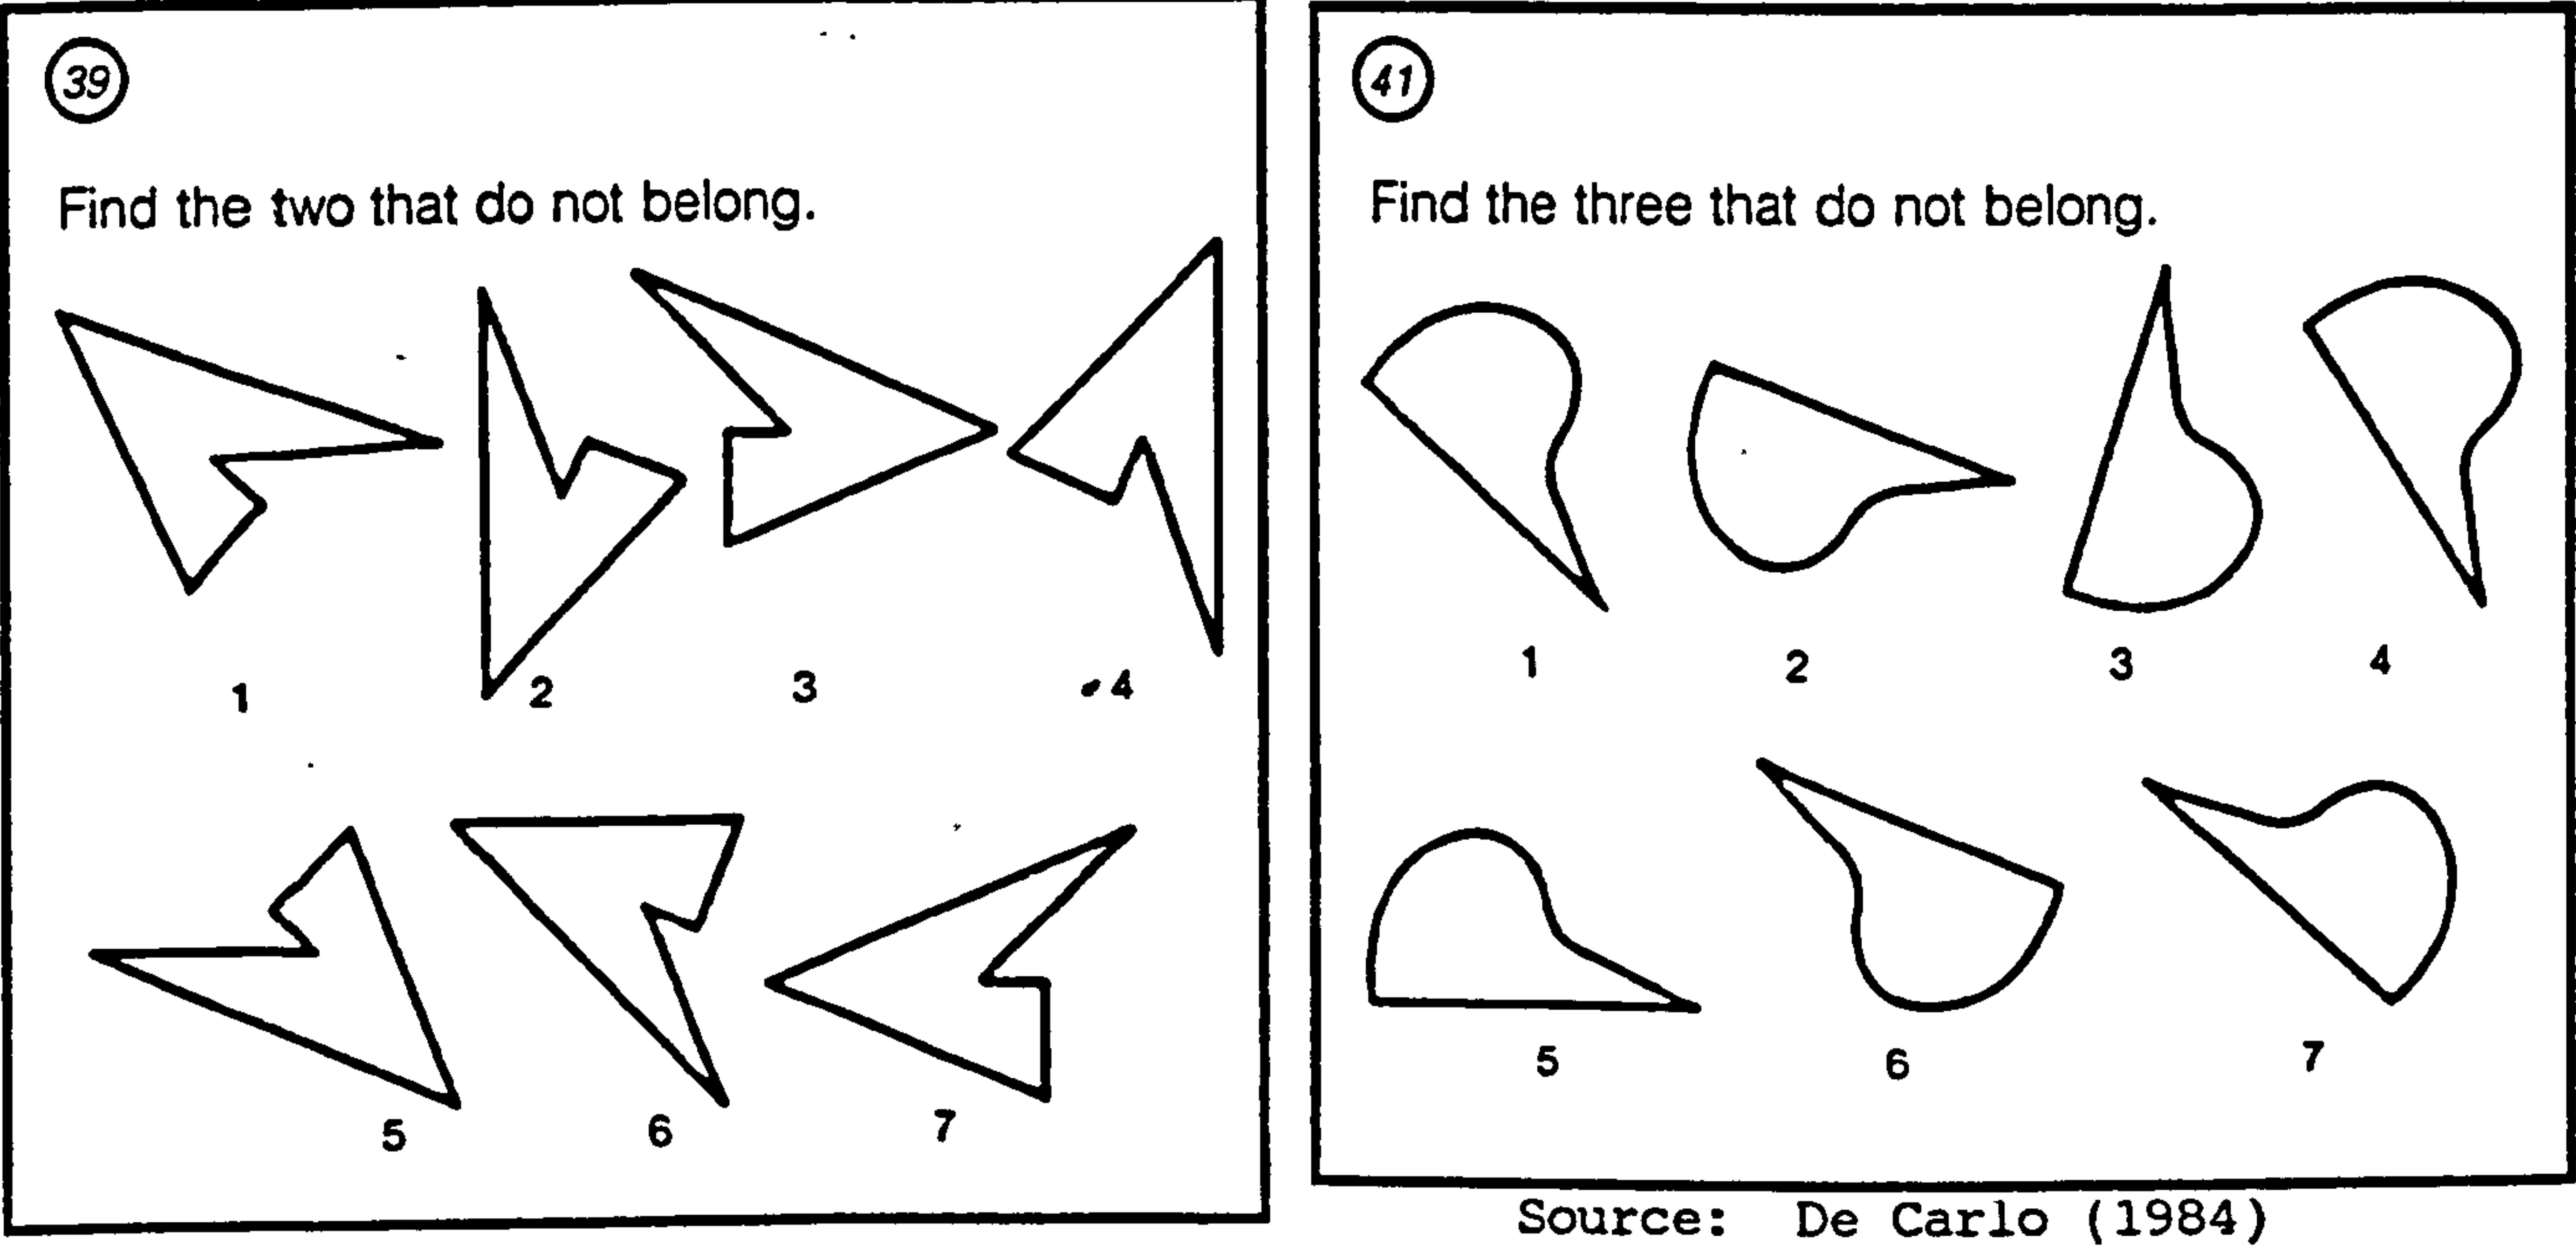 39
Find the two that do not belong.
1 2 3 4
5 6 7
41
Find the three that do not belong.
1 2 3 4
5 6 7
Source: De Carlo (1984)